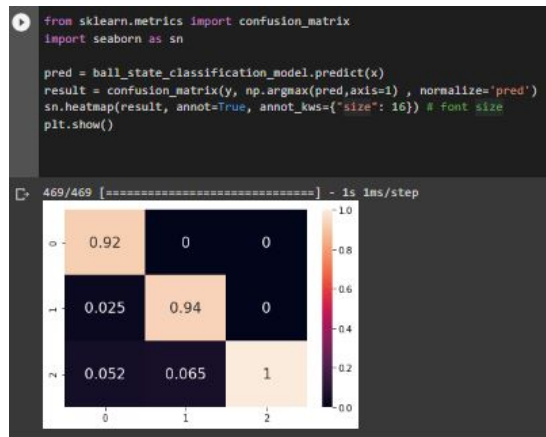 from sklearn.metrics import confusion_matrix
import seaborn as sn
pred = ball_state_classification_model.predict(x)
result = confusion_matrix(y, np.argmax(pred,axis=1) , normalize='pred')
sn.heatmap(result, annot=True, annot_kws={"size": 16}) # font size
plt.show()
469/469 [==============================] - 1s 1ms/step
1.0
0 0.92 0 0
0.8
0.6
1 0.025 0.94 0
0.4
0.2
2 0.052 0.065 1
0.0
0 1 2